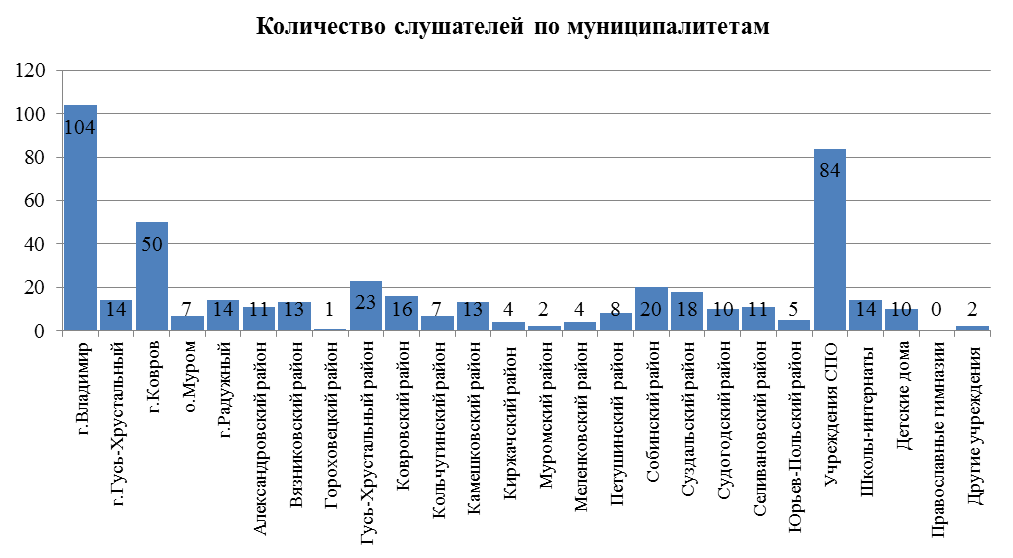 Количество слушателей по муниципалитетам
120
100
80
60
40
20
0
104
14
50
7
14
11
13
1
23
16
7
13
4
2
4
8
20
18
10
11
5
84
14
10
0
2
г.Владимир
г.Гусь-Хрустальный
г.Ковров
о.Муром
г.Радужный
Александровский район
Вязниковский район
Гороховецкий район
Гусь-Хрустальный район
Ковровский район
Кольчугинский район
Камешковский район
Киржачский район
Муромский район
Меленковский район
Петушинский район
Собинский район
Суздальский район
Судогодский район
Селивановский район
Юрьев-Польский район
Учреждения СПО
Школы-интернаты
Детские дома
Православные гимназии
Другие учреждения